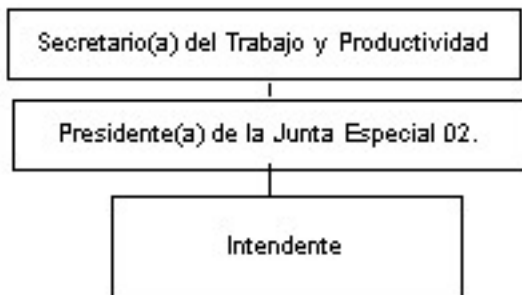 Secretario(a) del Trabajo y Productividad
Presidente(a) de la Junta Especial 02.
Intendente